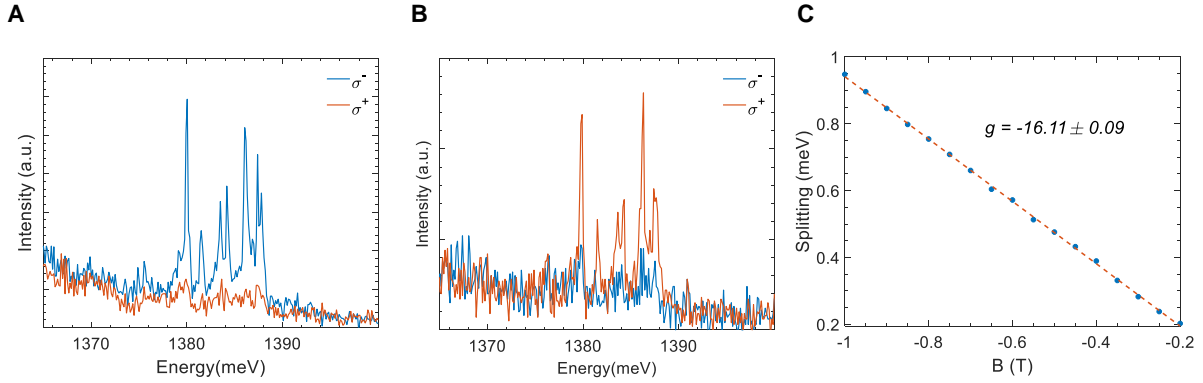 A
σ⁻
σ⁺
Intensity (a.u.)
1370
1380
1390
Energy(meV)
B
σ⁻
σ⁺
Intensity (a.u.)
1370
1380
1390
Energy(meV)
C
1
0.8
0.6
0.4
0.2
Splitting (meV)
g = -16.11 ± 0.09
-1
-0.8
-0.6
-0.4
-0.2
B (T)